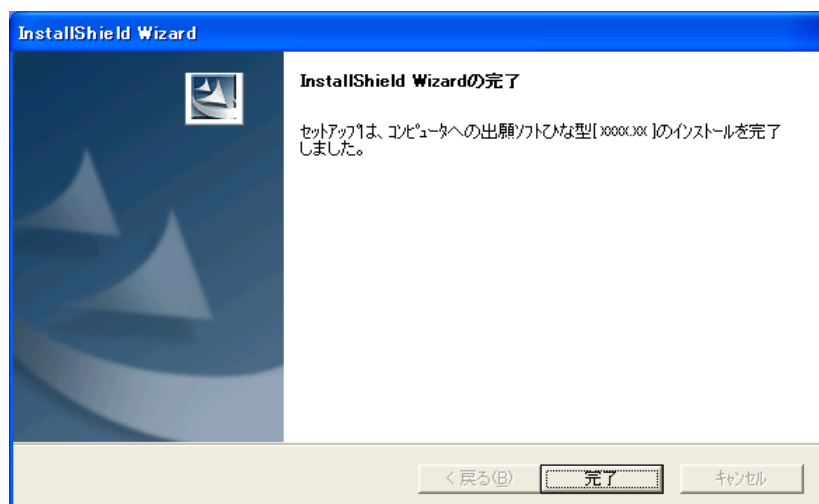 InstallShield Wizard
InstallShield Wizardの完了
セットアップは、コンピュータへの出願ソフトひな型[ xxxx.xx ]のインストールを完了
しました。
< 戻る(B)
完了
キャンセル